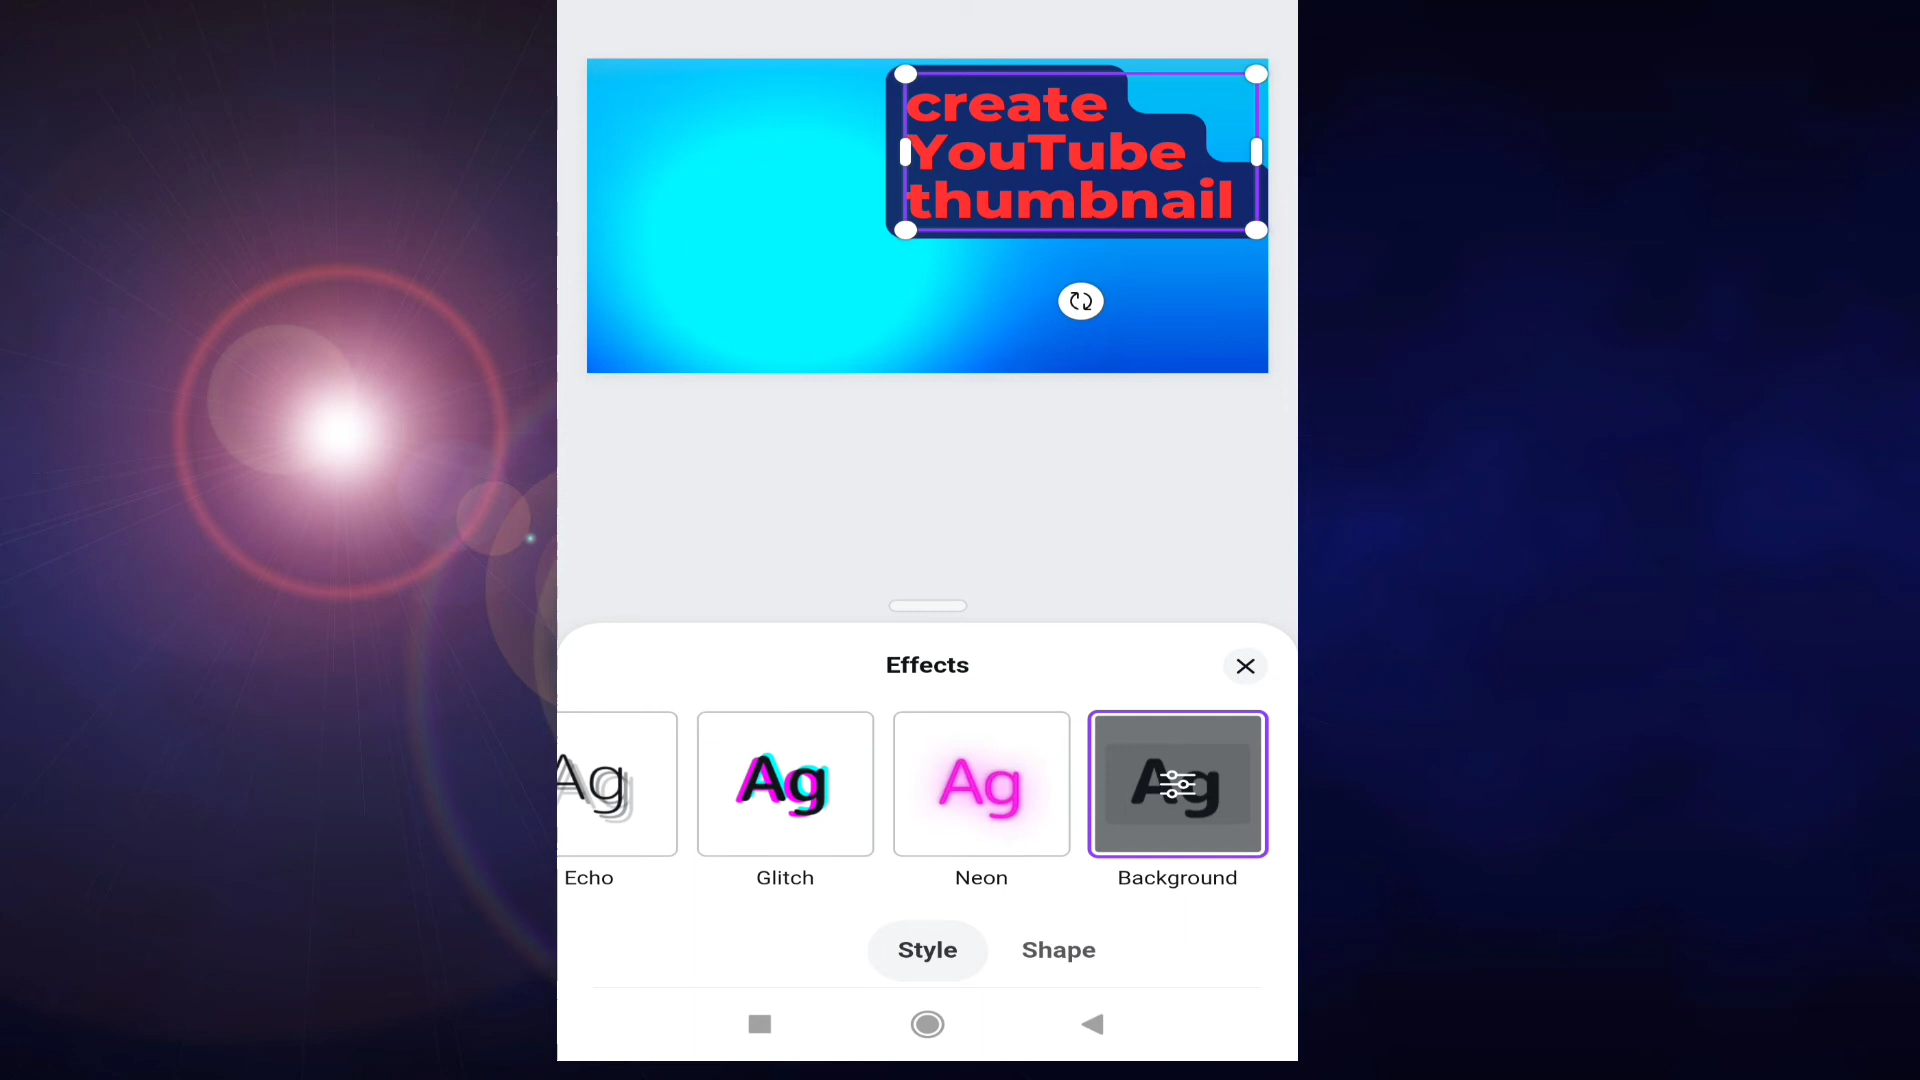 create
YouTube
thumbnail
Effects
Ag Ag Ag Ag
Echo Glitch Neon Background
Style Shape